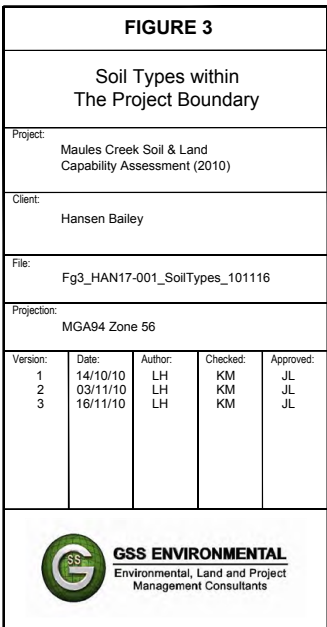 FIGURE 3
Soil Types within
The Project Boundary
Project:
Maules Creek Soil & Land
Capability Assessment (2010)
Client:
Hansen Bailey
File:
Fg3_HAN17-001_SoilTypes_101116
Projection:
MGA94 Zone 56
Version: Date: Author: Checked: Approved:
1 14/10/10 LH KM JL
2 03/11/10 LH KM JL
3 16/11/10 LH KM JL
GSS
GSS ENVIRONMENTAL
Environmental, Land and Project
Management Consultants